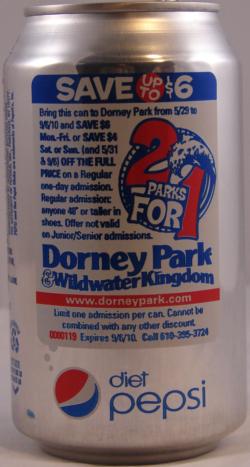 SAVE UP TO $6
Bring this can to Dorney Park from 5/29 to
9/6/10 and SAVE $6
Mon.-Fri. or SAVE $4
Sat. or Sun. (and 5/31
& 9/6) OFF THE FULL
PRICE on a Regular
one-day admission.
Regular admission:
anyone 48" or taller in
shoes. Offer not valid
on Junior/Senior admissions.
2 PARKS
FOR 1
Dorney Park
& Wildwater Kingdom
www.dorneypark.com
Limit one admission per can. Cannot be
combined with any other discount.
0000119 Expires 9/6/10. Call 610-395-3724
diet
pepsi